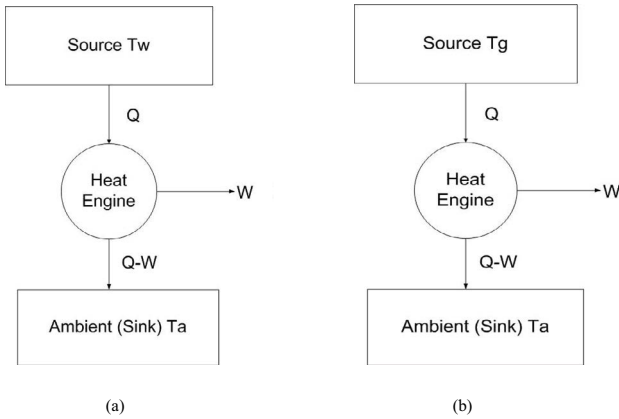 Source Tw
Q
Heat
Engine
W
Q-W
Ambient (Sink) Ta
(a)
Source Tg
Q
Heat
Engine
W
Q-W
Ambient (Sink) Ta
(b)